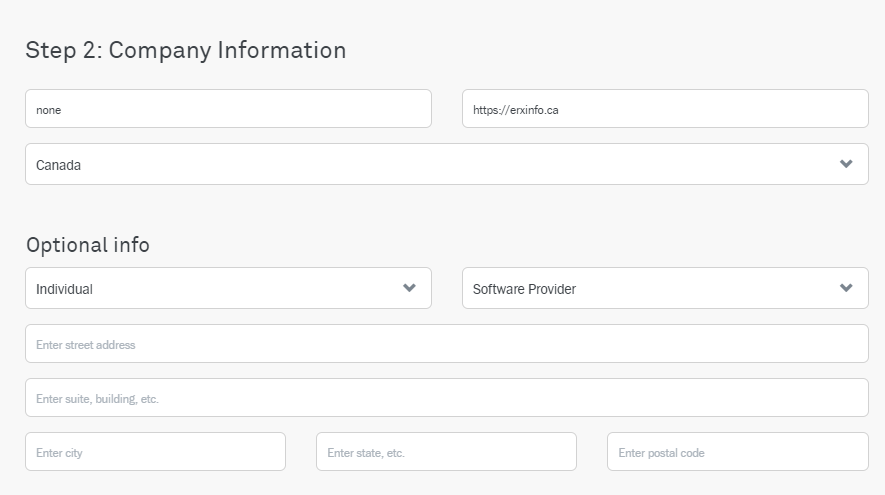 Step 2: Company Information
none
https://erxinfo.ca
Canada
Optional info
Individual
Software Provider
Enter street address
Enter suite, building, etc.
Enter city
Enter state, etc.
Enter postal code